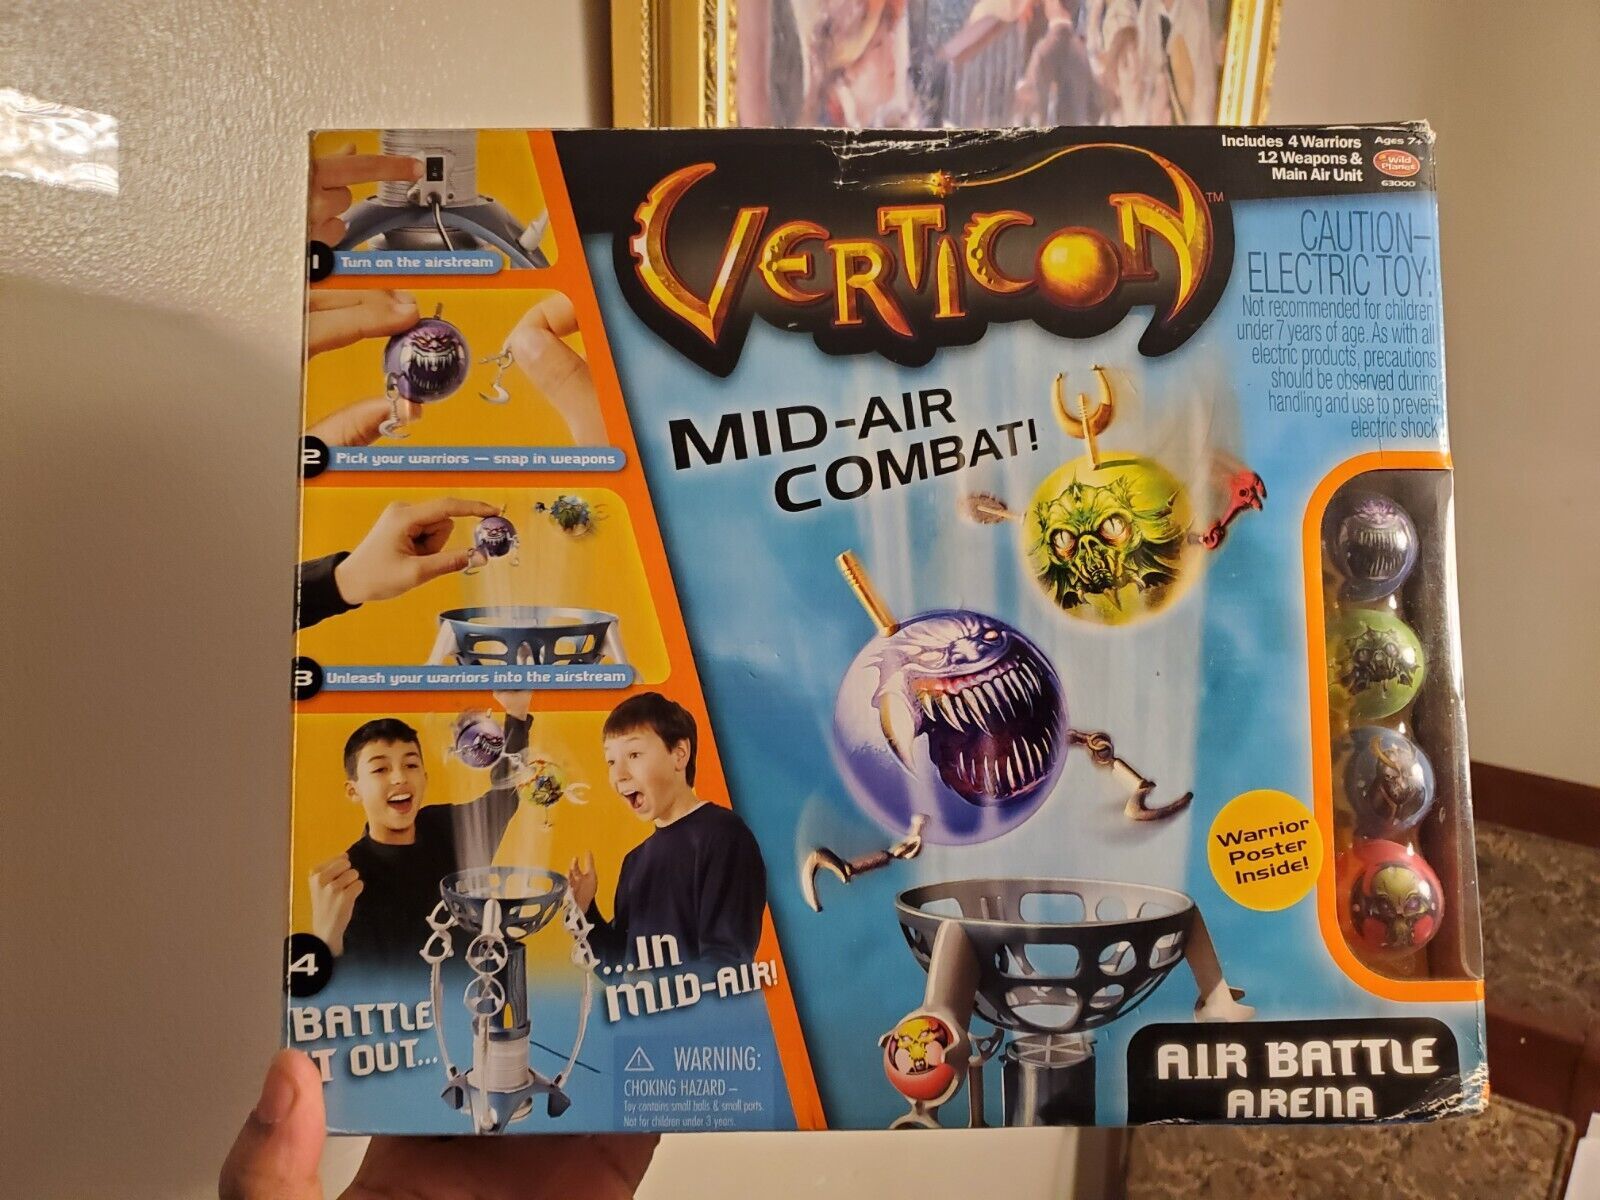 VERTICON™
Includes 4 Warriors
12 Weapons &
Main Air Unit
Ages 7+
Wild
Planet
63000
CAUTION–
ELECTRIC TOY:
Not recommended for children
under 7 years of age. As with all
electric products, precautions
should be observed during
handling and use to prevent
electric shock
1 Turn on the airstream
2 Pick your warriors — snap in weapons
3 Unleash your warriors into the airstream
4
BATTLE
IT OUT...
...IN
MID-AIR!
MID-AIR
COMBAT!
Warrior
Poster
Inside!
WARNING:
CHOKING HAZARD –
Toy contains small balls & small parts.
Not for children under 3 years.
AIR BATTLE
ARENA